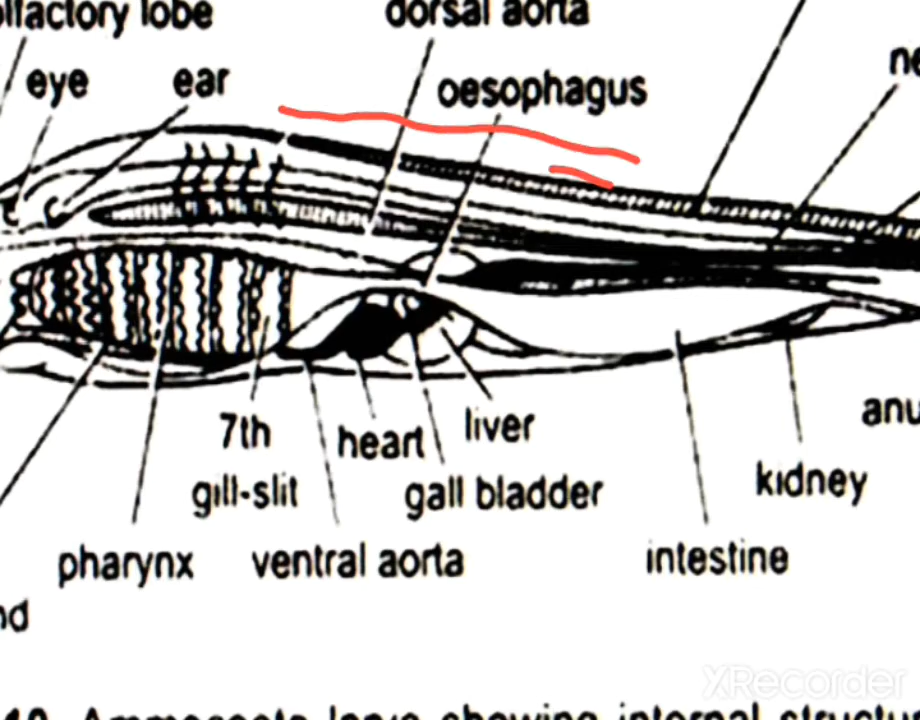 olfactory lobe
dorsal aorta
eye
ear
oesophagus
7th
gill-slit
heart
liver
gall bladder
kidney
pharynx
ventral aorta
intestine
XRecorder